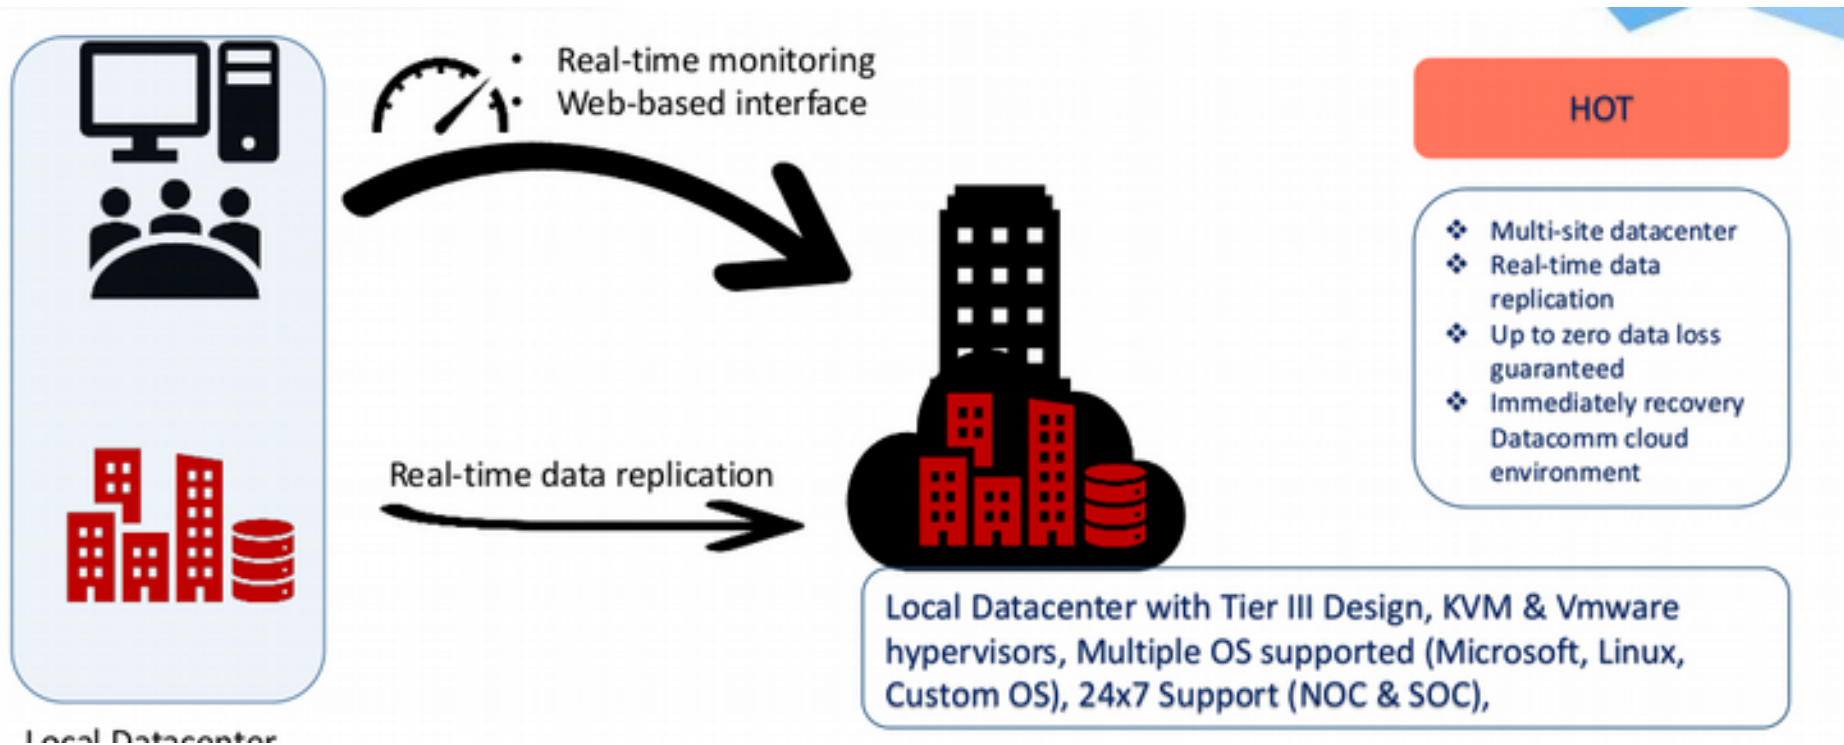 Real-time monitoring
Web-based interface
HOT
Multi-site datacenter
Real-time data
replication
Up to zero data loss
guaranteed
Immediately recovery
Datacomm cloud
environment
Real-time data replication
Local Datacenter with Tier III Design, KVM & Vmware
hypervisors, Multiple OS supported (Microsoft, Linux,
Custom OS), 24x7 Support (NOC & SOC),
Local Datacenter